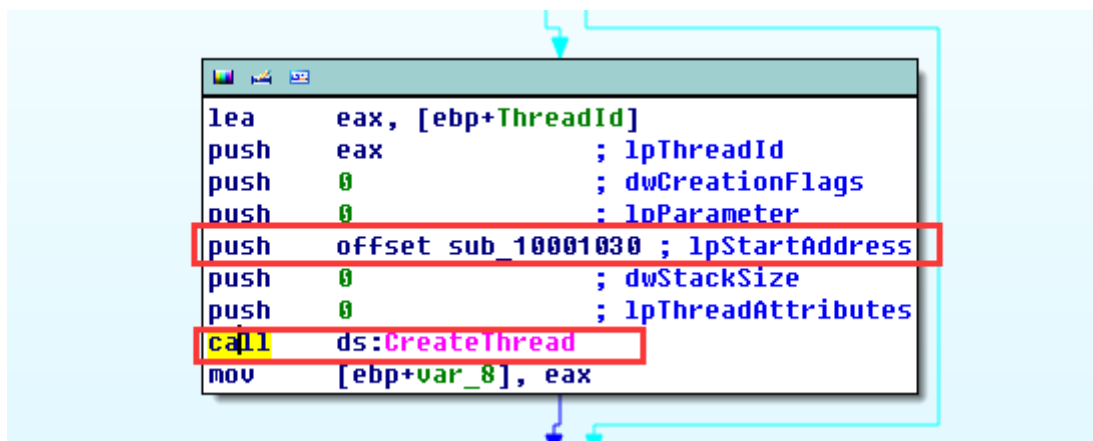 lea     eax, [ebp+ThreadId]
push    eax             ; lpThreadId
push    0               ; dwCreationFlags
push    0               ; lpParameter
push    offset sub_10001030 ; lpStartAddress
push    0               ; dwStackSize
push    0               ; lpThreadAttributes
call    ds:CreateThread
mov     [ebp+var_8], eax